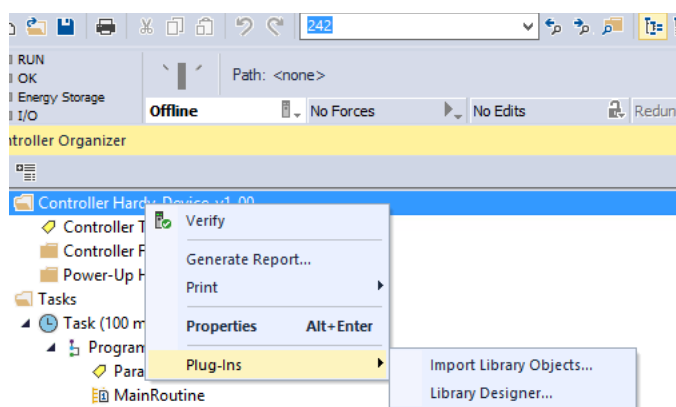 242
RUN
OK
Energy Storage
I/O
Path: <none>
Offline
No Forces
No Edits
Redun
ntroller Organizer
Controller Hardy_Device_v1_00
Controller T
Controller F
Power-Up H
Tasks
Task (100 m
Program
Para
MainRoutine
Verify
Generate Report...
Print
Properties Alt+Enter
Plug-Ins
Import Library Objects...
Library Designer...